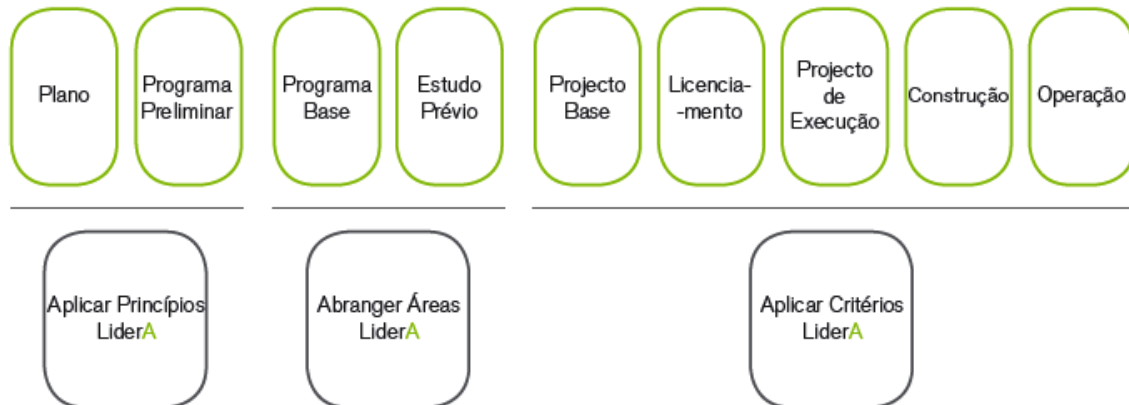 Plano
Programa
Preliminar
Programa
Base
Estudo
Prévio
Projecto
Base
Licencia-
-mento
Projecto
de
Execução
Construção
Operação
Aplicar Princípios
LiderA
Abranger Áreas
LiderA
Aplicar Critérios
LiderA